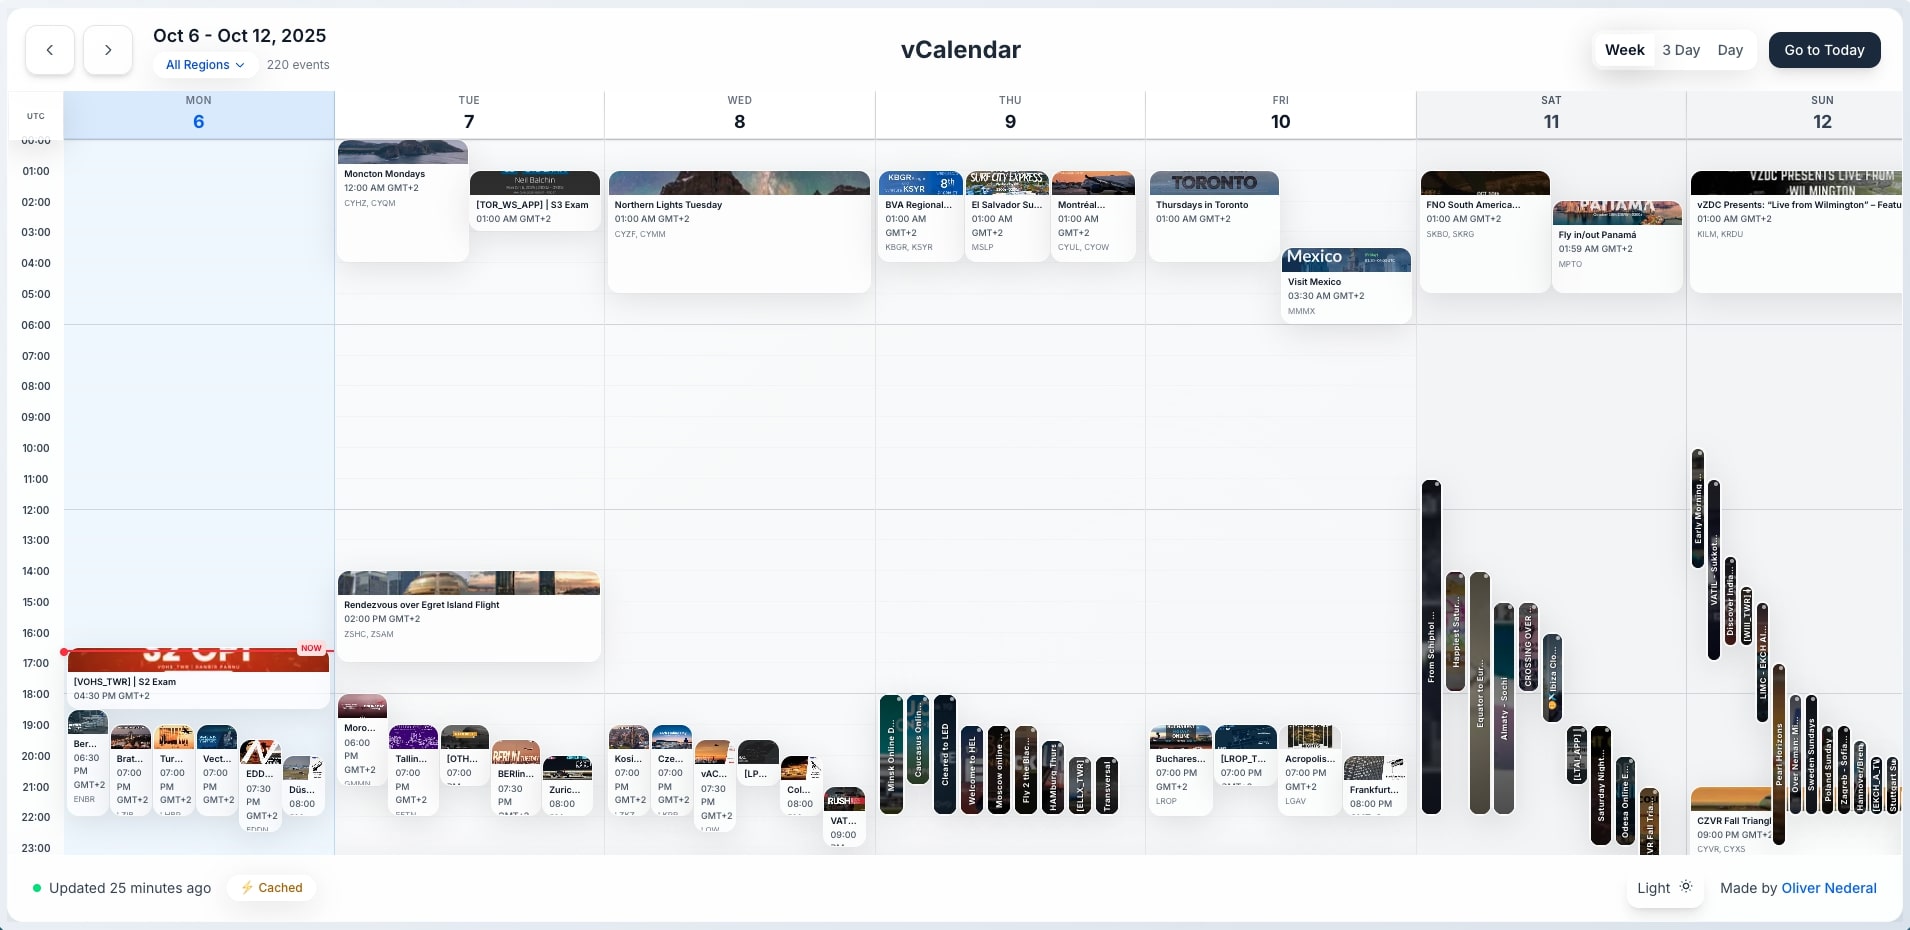 Oct 6 - Oct 12, 2025
All Regions
220 events
vCalendar
Week
3 Day
Day
Go to Today
UTC
MON
6
TUE
7
WED
8
THU
9
FRI
10
SAT
11
SUN
12
00:00
01:00
02:00
03:00
04:00
05:00
06:00
07:00
08:00
09:00
10:00
11:00
12:00
13:00
14:00
15:00
16:00
17:00
18:00
19:00
20:00
21:00
22:00
23:00
NOW
[VOHS_TWR] | S2 Exam
04:30 PM GMT+2
Ber...
06:30
PM
GMT+2
ENBR
Brat...
07:00
PM
GMT+2
Tur...
07:00
PM
GMT+2
Vect...
07:00
PM
GMT+2
EDD...
07:30
PM
GMT+2
EDDN
Düs...
08:00
Moncton Mondays
12:00 AM GMT+2
CYHZ, CYQM
Neil Balchin
[TOR_WS_APP] | S3 Exam
01:00 AM GMT+2
Rendezvous over Egret Island Flight
02:00 PM GMT+2
ZSHC, ZSAM
Moro...
06:00
PM
GMT+2
GMMN
Tallin...
07:00
PM
GMT+2
EETN
[OTH...
07:00
BERlin...
07:30
PM
GMT+2
Zuric...
08:00
Northern Lights Tuesday
01:00 AM GMT+2
CYZF, CYMM
Kosi...
07:00
PM
GMT+2
LZKZ
Cze...
07:00
PM
GMT+2
LKPR
vAC...
07:30
PM
GMT+2
LOW
[LP...
Col...
08:00
RUSH
VAT...
09:00
KBGR
KSYR
8th
BVA Regional...
01:00 AM
GMT+2
KBGR, KSYR
SURF CITY EXPRESS
El Salvador Su...
01:00 AM
GMT+2
MSLP
Montréal...
01:00 AM
GMT+2
CYUL, CYOW
Minsk Online D...
Caucasus Onlin...
Cleared to LED
Welcome to HEL
Moscow online ...
Fly 2 the Blac...
HAMburg Thurs
[ELLX_TWR]
Transversal
TORONTO
Thursdays in Toronto
01:00 AM GMT+2
Mexico
Visit Mexico
03:30 AM GMT+2
MMMX
Buchares...
07:00 PM
GMT+2
LROP
[LROP_T...
07:00 PM
GMT+2
Acropolis...
07:00 PM
GMT+2
LGAV
Frankfurt...
08:00 PM
FNO South America...
01:00 AM GMT+2
SKBO, SKRG
PANAMA
Fly in/out Panamá
01:59 AM GMT+2
MPTO
From Schiphol ...
Happiest Satur...
Equator to Eur...
Almaty - Sochi
CROSSING OVER ...
Ibiza Clo...
[LTAI_APP]
Saturday Night...
Odesa Online E...
VR Fall Tria...
VZDC PRESENTS LIVE FROM
WILMINGTON
vZDC Presents: “Live from Wilmington” – Featu
01:00 AM GMT+2
KILM, KRDU
Early Morning ...
VATIL - Sukkot...
Discover India...
[WIII_TWR]
LIMC - EKCH Al...
Pearl Horizons
Over Neman: Mi...
Sweden Sundays
Poland Sunday
Zagreb - Sofia...
Hannover/Brem
[EKCH_A_TW
Stuttgart Su
CZVR Fall Triangl
09:00 PM GMT+2
CYVR, CYXS
Updated 25 minutes ago
⚡ Cached
Light
Made by Oliver Nederal